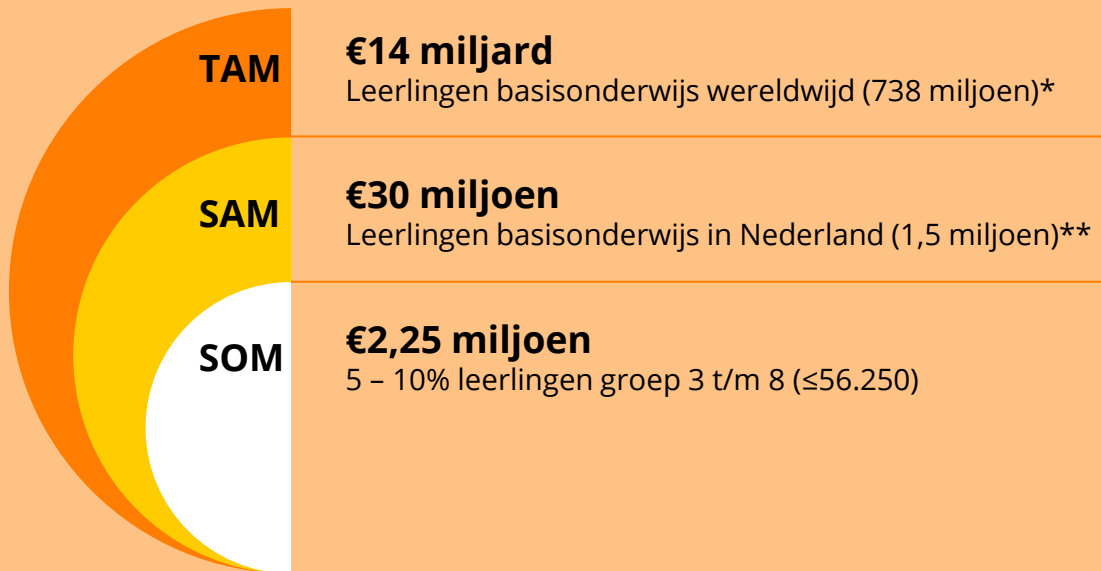 TAM
€14 miljard
Leerlingen basisonderwijs wereldwijd (738 miljoen)*
SAM
€30 miljoen
Leerlingen basisonderwijs in Nederland (1,5 miljoen)**
SOM
€2,25 miljoen
5 – 10% leerlingen groep 3 t/m 8 (≤56.250)